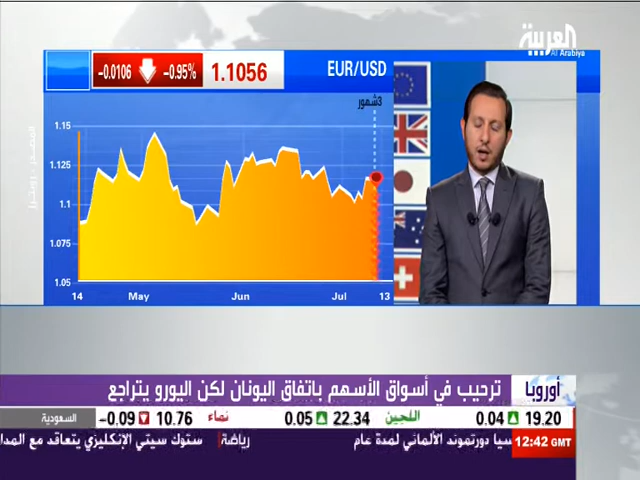 العربية
Al Arabiya
-0.0106 -0.95% 1.1056 EUR/USD
3شهور
1.15
1.125
1.1
1.075
1.05
14 May Jun Jul 13
المصدر - رويترز
أوروبا ترحيب في أسواق الأسهم باتفاق اليونان لكن اليورو يتراجع
19.20 0.04 اللجين 22.34 0.05 نماء 10.76 -0.09 السعودية
12:42 GMT سيا دورتموند الألماني لمدة عام رياضة ستوك سيتي الإنكليزي يتعاقد مع المدا